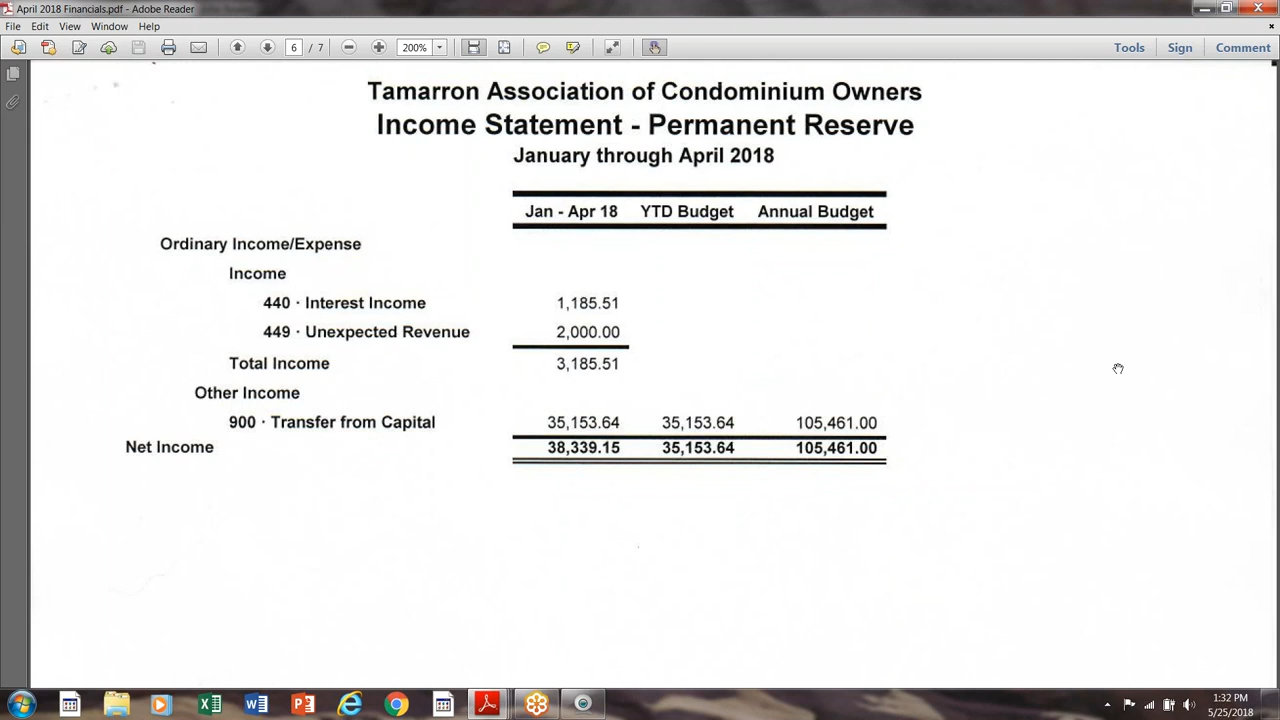 April 2018 Financials.pdf - Adobe Reader
File Edit View Window Help
6 / 7 200% Tools Sign Comment
Tamarron Association of Condominium Owners
Income Statement - Permanent Reserve
January through April 2018
Jan - Apr 18 YTD Budget Annual Budget
Ordinary Income/Expense
Income
440 · Interest Income 1,185.51
449 · Unexpected Revenue 2,000.00
Total Income 3,185.51
Other Income
900 · Transfer from Capital 35,153.64 35,153.64 105,461.00
Net Income 38,339.15 35,153.64 105,461.00
1:32 PM
5/25/2018